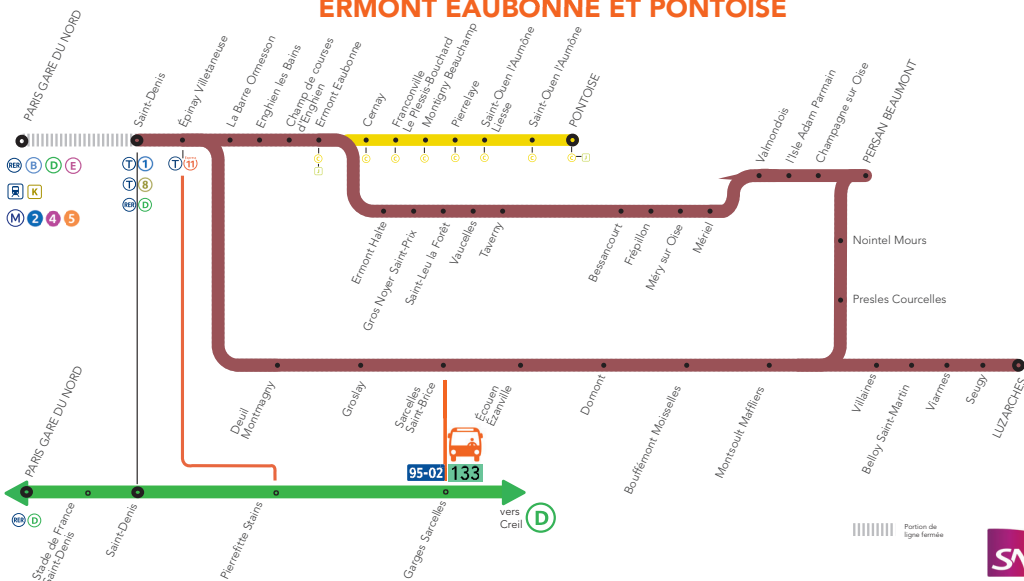 ERMONT EAUBONNE ET PONTOISE
PARIS GARE DU NORD
Saint-Denis
Épinay Villetaneuse
La Barre Ormesson
Enghien les Bains
Champ de courses
d'Enghien
Ermont Eaubonne
Cernay
Franconville
Le Plessis-Bouchard
Montigny Beauchamp
Pierrelaye
Saint-Ouen l'Aumône
Liesse
Saint-Ouen l'Aumône
PONTOISE
Valmondois
l'Isle Adam Parmain
Champagne sur Oise
PERSAN BEAUMONT
RER B D E
K
M 2 4 5
T 1
T 8
RER D
T 11
C
J
C
C
C
C
C
C
C J
Ermont Halte
Gros Noyer Saint-Prix
Saint-Leu la Forêt
Vaucelles
Taverny
Bessancourt
Frépillon
Méry sur Oise
Mériel
Nointel Mours
Presles Courcelles
Deuil
Montmagny
Groslay
Sarcelles
Saint-Brice
Écouen
Ézanville
Domont
Bouffémont Moisselles
Montsoult Maffliers
Villaines
Belloy Saint-Martin
Viarmes
Seugy
LUZARCHES
95-02 133
PARIS GARE DU NORD
RER D
Stade de France
Saint-Denis
Saint-Denis
Pierrefitte Stains
Garges Sarcelles
vers
Creil
D
Portion de
ligne fermée